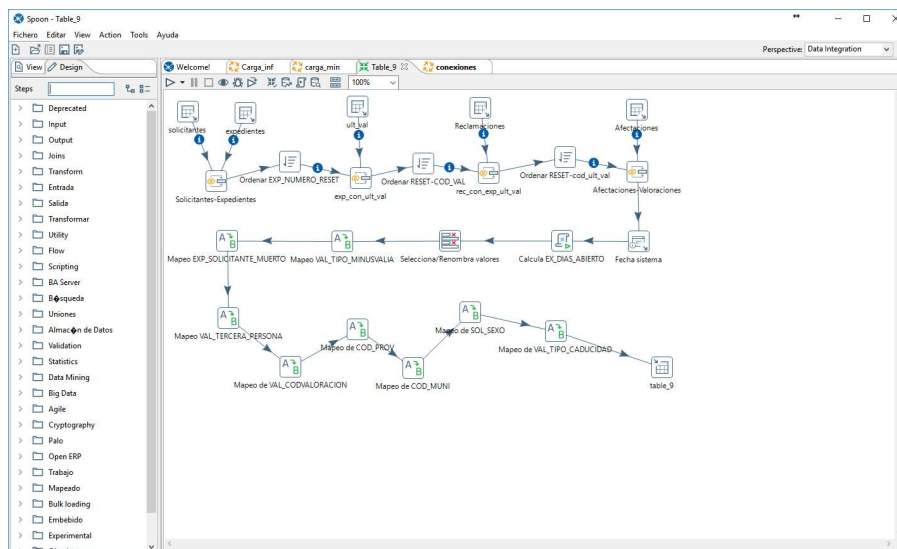 Spoon - Table_9
Fichero Editar View Action Tools Ayuda
Perspective: Data Integration
View Design
Welcome! Carga_inf carga_min Table_9 conexiones
Steps
100%
Deprecated
Input
Output
Joins
Transform
Entrada
Salida
Transformar
Utility
Flow
Scripting
BA Server
B�squeda
Uniones
Almac�n de Datos
Validation
Statistics
Data Mining
Big Data
Agile
Cryptography
Palo
Open ERP
Trabajo
Mapeado
Bulk loading
Embebido
Experimental
solicitantes expedientes ult_val Reclamaciones Afectaciones
Solicitantes-Expedientes Ordenar EXP_NUMERO_RESET exp_con_ult_val Ordenar RESET-COD_VAL rec_con_exp_ult_val Ordenar RESET-cod_ult_val Afectaciones-Valoraciones
Mapeo EXP_SOLICITANTE_MUERTO Mapeo VAL_TIPO_MINUSVALIA Selecciona/Renombra valores Calcula EX_DIAS_ABIERTO Fecha sistema
Mapeo VAL_TERCERA_PERSONA Mapeo de COD_PROV Mapeo de SOL_SEXO Mapeo de VAL_TIPO_CADUCIDAD
Mapeo de VAL_CODVALORACION Mapeo de COD_MUNI table_9